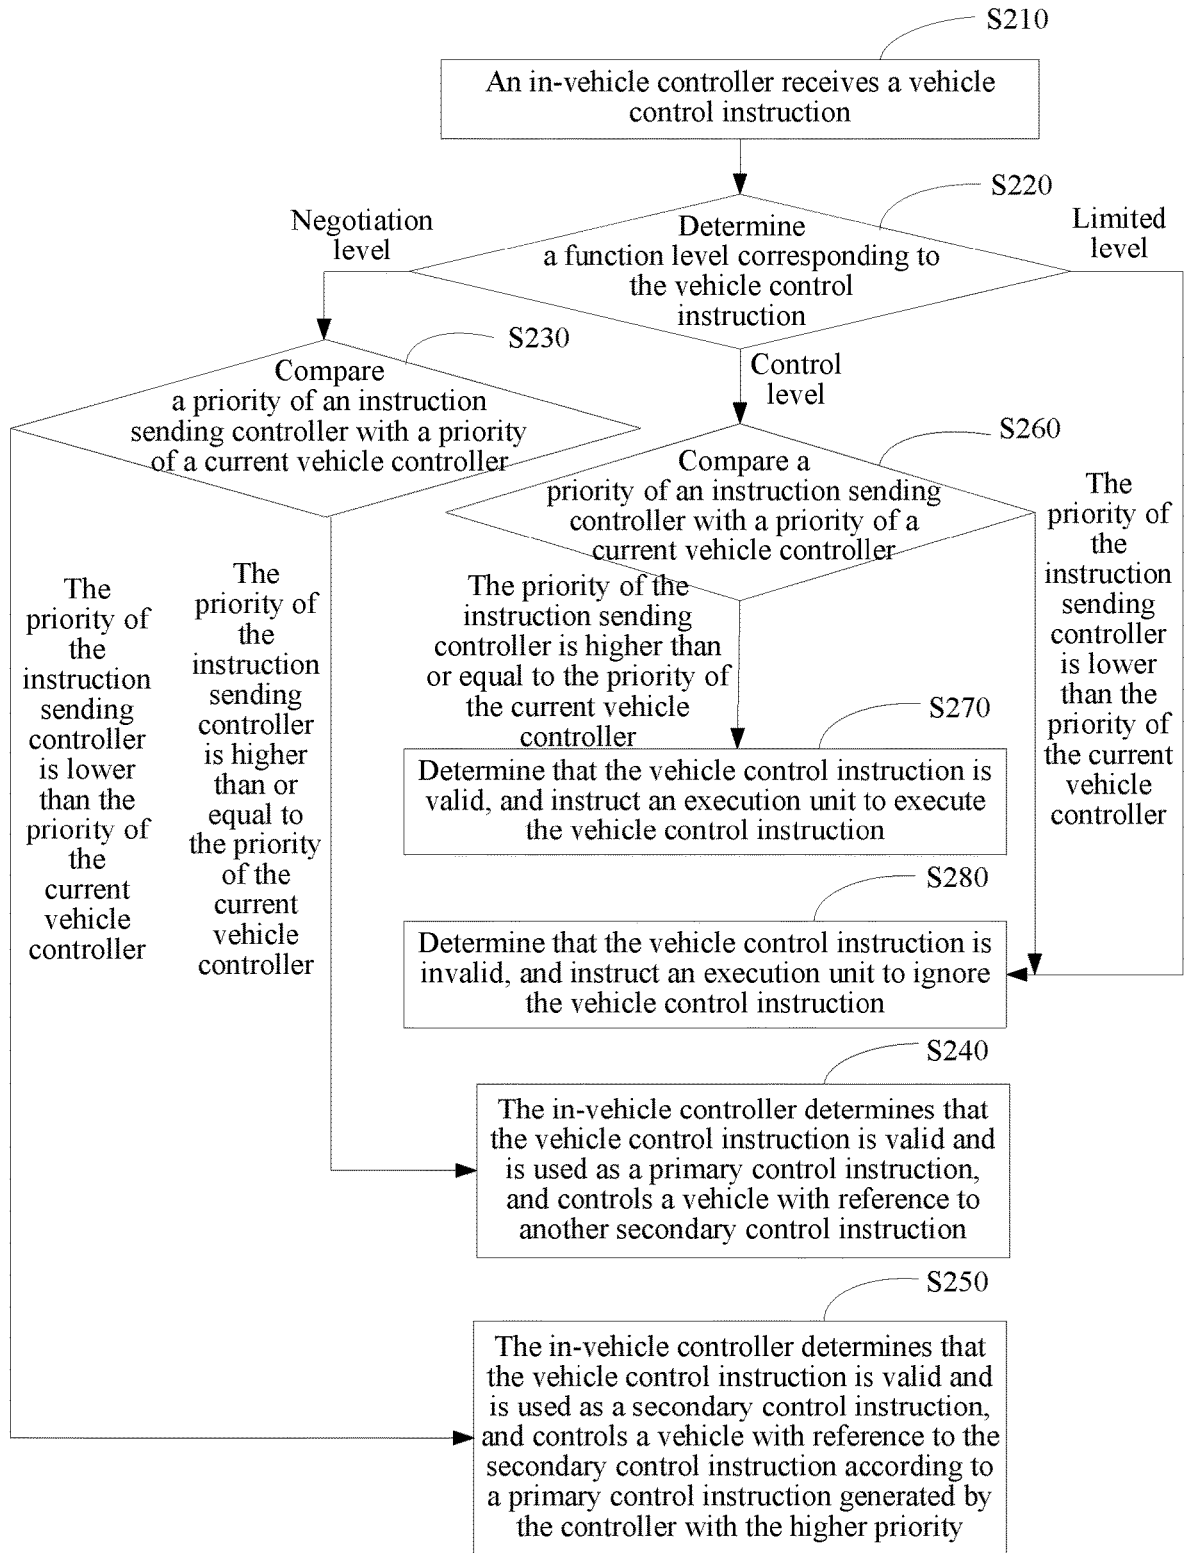 S210
An in-vehicle controller receives a vehicle
control instruction
S220
Determine
a function level corresponding to
the vehicle control
instruction
Negotiation
level
Limited
level
S230
Compare
a priority of an instruction
sending controller with a priority
of a current vehicle controller
Control
level
S260
Compare a
priority of an instruction sending
controller with a priority of a
current vehicle controller
The
priority of
the
instruction
sending
controller
is lower
than the
priority of
the
current
vehicle
controller
The
priority of
the
instruction
sending
controller
is higher
than or
equal to
the priority
of the
current
vehicle
controller
The priority of the
instruction sending
controller is higher than
or equal to the priority of
the current vehicle
controller
The
priority of
the
instruction
sending
controller
is lower
than the
priority of
the current
vehicle
controller
S270
Determine that the vehicle control instruction is
valid, and instruct an execution unit to execute
the vehicle control instruction
S280
Determine that the vehicle control instruction is
invalid, and instruct an execution unit to ignore
the vehicle control instruction
S240
The in-vehicle controller determines that
the vehicle control instruction is valid and
is used as a primary control instruction,
and controls a vehicle with reference to
another secondary control instruction
S250
The in-vehicle controller determines that
the vehicle control instruction is valid and
is used as a secondary control instruction,
and controls a vehicle with reference to the
secondary control instruction according to
a primary control instruction generated by
the controller with the higher priority